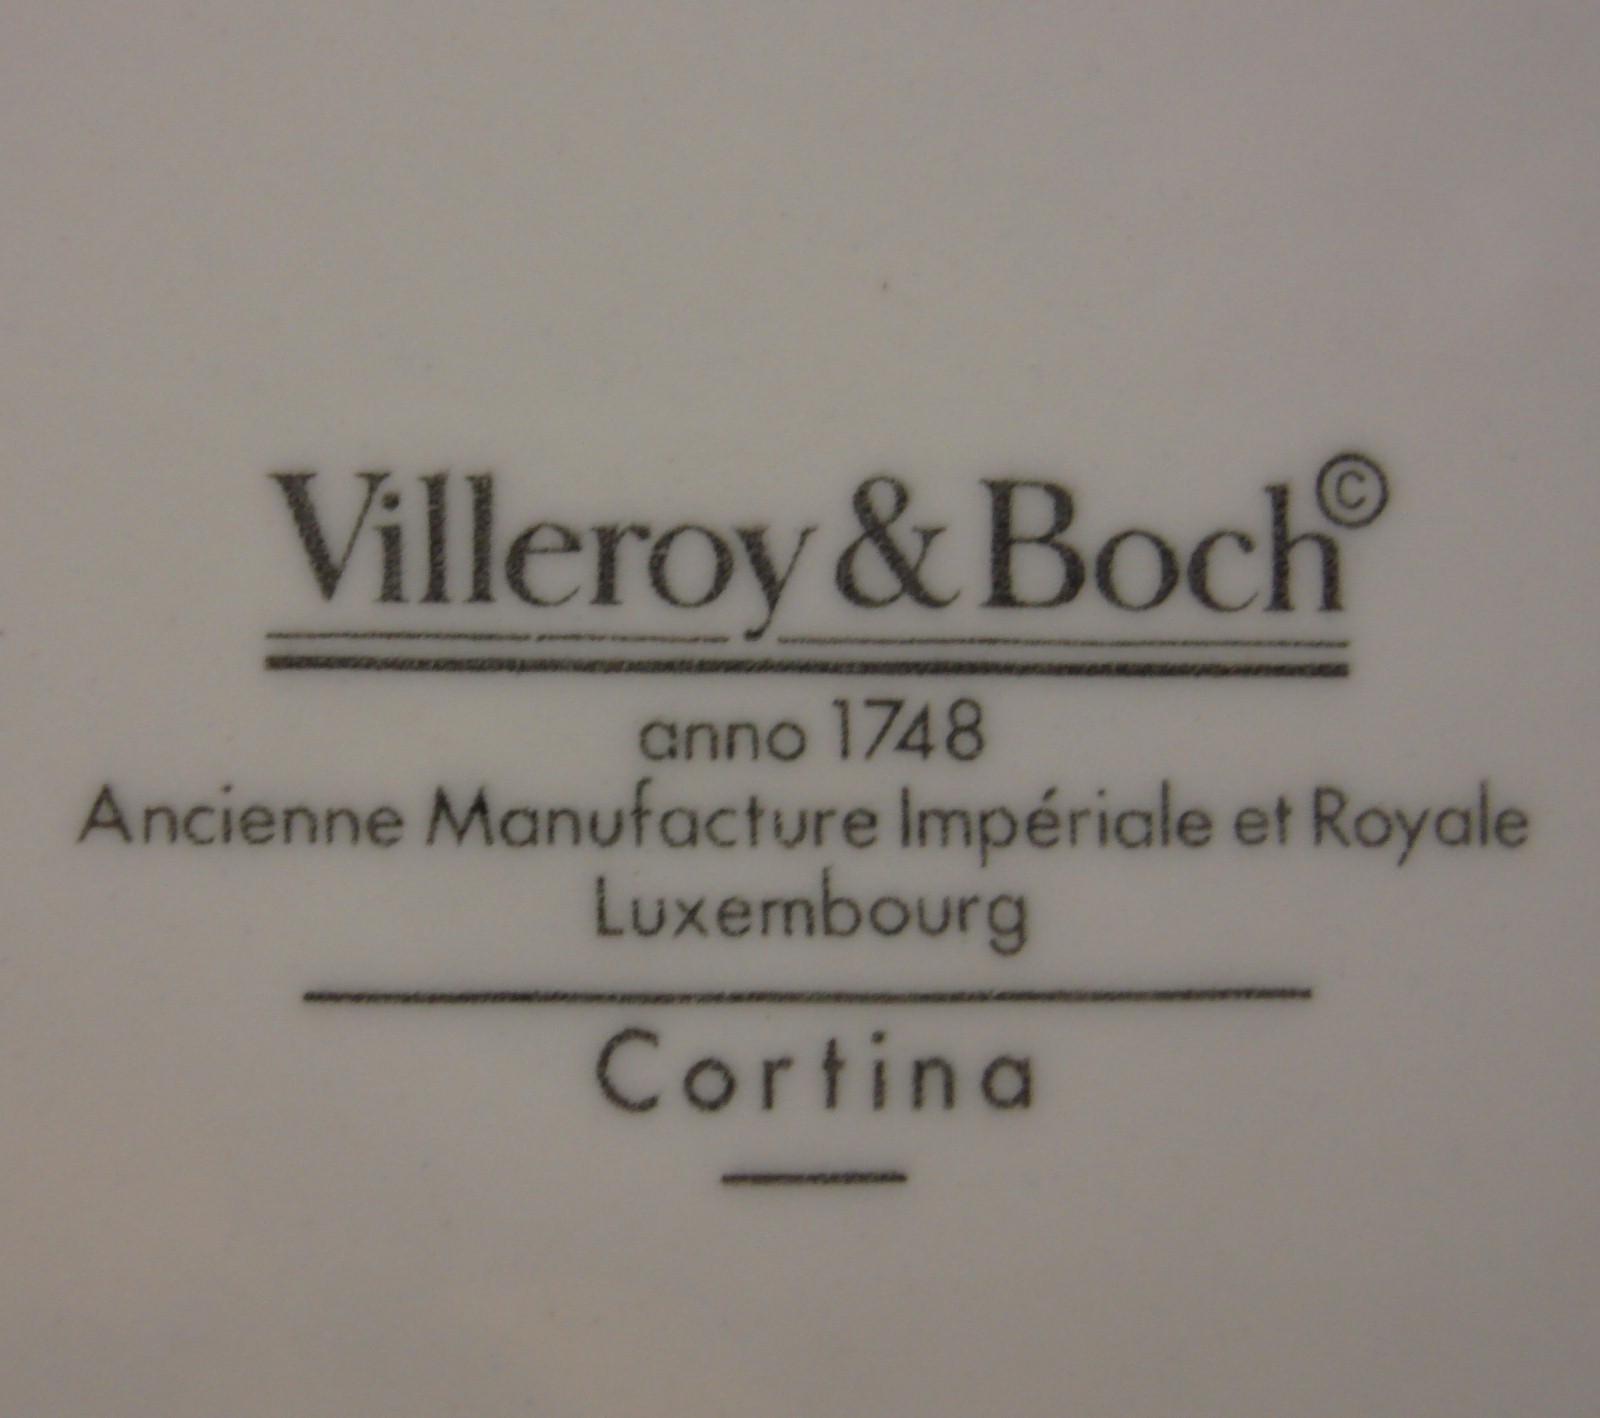 Villeroy & Boch ©
anno 1748
Ancienne Manufacture Impériale et Royale
Luxembourg
Cortina